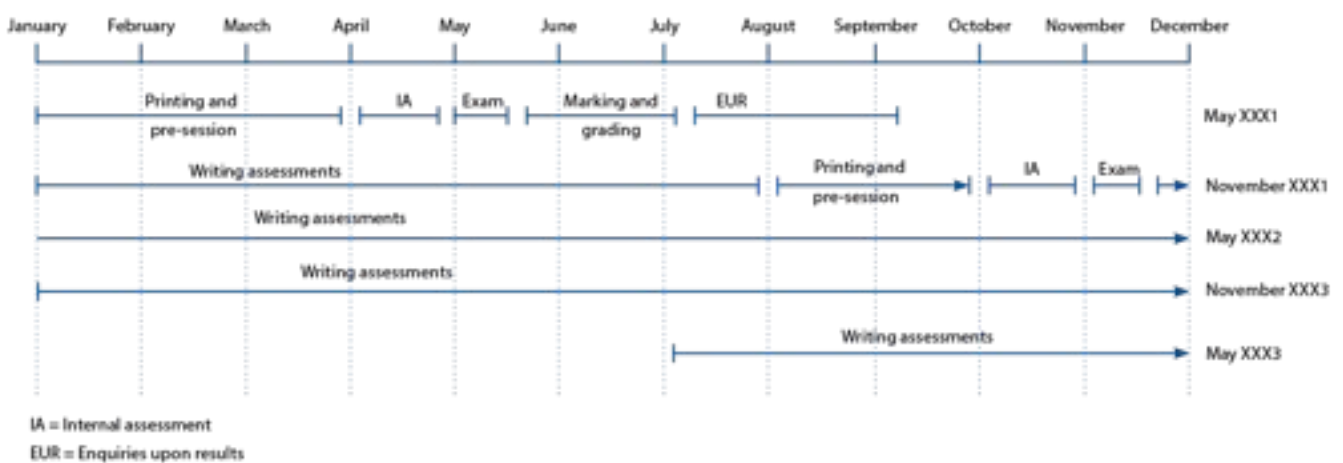 January February March April May June July August September October November December
Printing and pre-session IA Exam Marking and grading EUR May XXX1
Writing assessments Printing and pre-session IA Exam November XXX1
Writing assessments May XXX2
Writing assessments November XXX3
Writing assessments May XXX3
IA = Internal assessment
EUR = Enquiries upon results